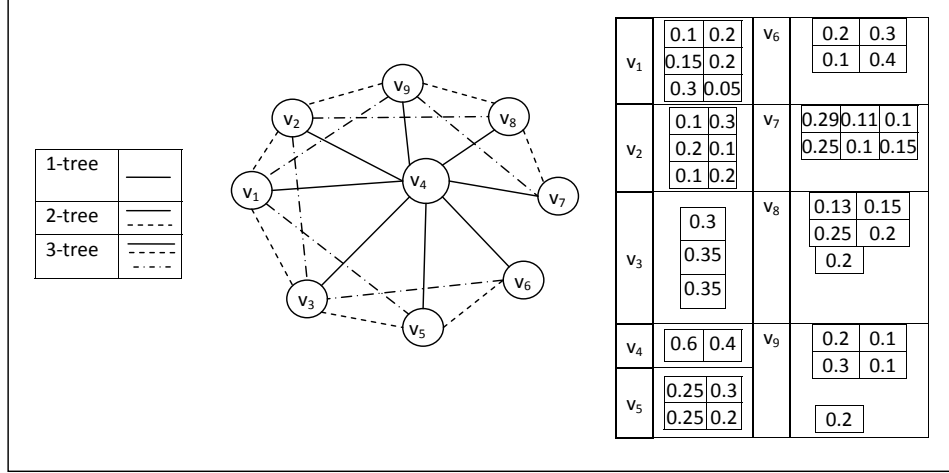 1-tree
2-tree
3-tree
v9
v2
v8
v4
v1
v7
v6
v3
v5
v1 0.1 0.2 v6 0.2 0.3
0.15 0.2 0.1 0.4
0.3 0.05
v2 0.1 0.3 v7 0.29 0.11 0.1
0.2 0.1 0.25 0.1 0.15
0.1 0.2
v3 0.3 v8 0.13 0.15
0.35 0.25 0.2
0.35 0.2
v4 0.6 0.4 v9 0.2 0.1
0.3 0.1
v5 0.25 0.3
0.25 0.2 0.2